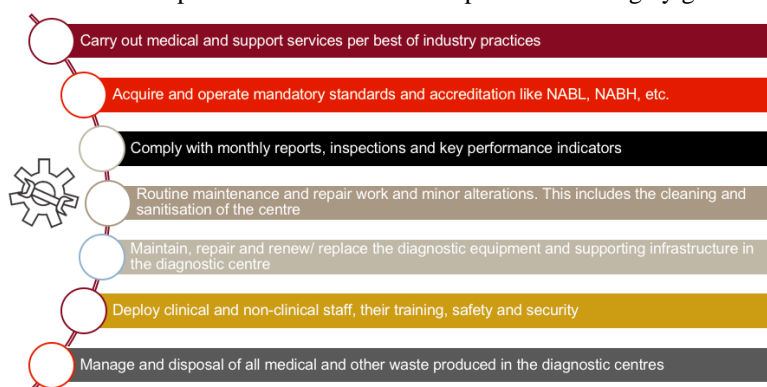 Carry out medical and support services per best of industry practices
Acquire and operate mandatory standards and accreditation like NABL, NABH, etc.
Comply with monthly reports, inspections and key performance indicators
Routine maintenance and repair work and minor alterations. This includes the cleaning and
sanitisation of the centre
Maintain, repair and renew/ replace the diagnostic equipment and supporting infrastructure in
the diagnostic centre
Deploy clinical and non-clinical staff, their training, safety and security
Manage and disposal of all medical and other waste produced in the diagnostic centres